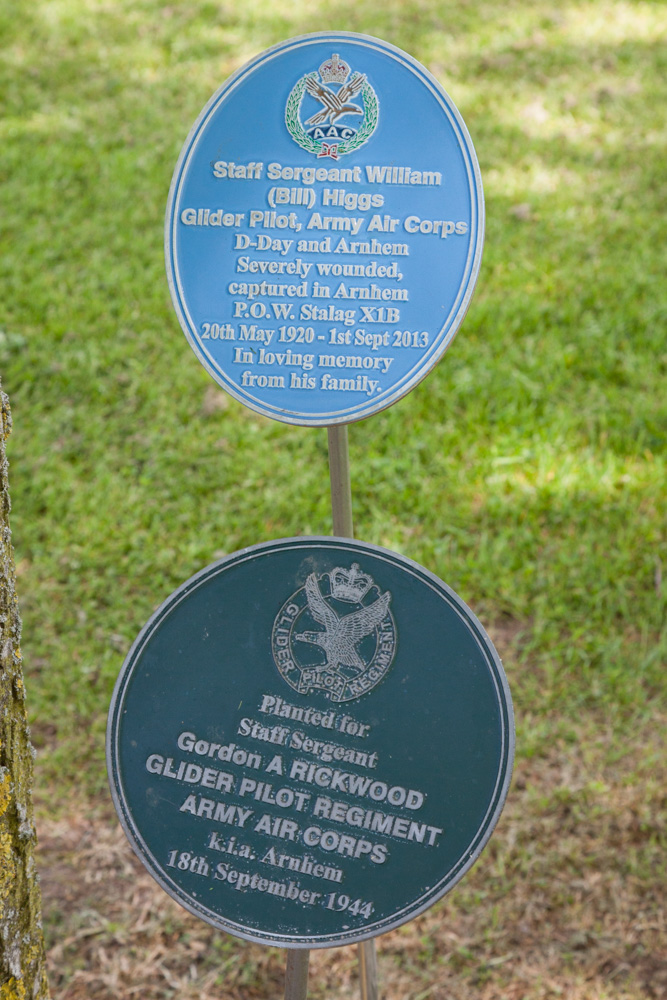 AAC
Staff Sergeant William
(Bill) Higgs
Glider Pilot, Army Air Corps
D-Day and Arnhem
Severely wounded,
captured in Arnhem
P.O.W. Stalag X1B
20th May 1920 - 1st Sept 2013
In loving memory
from his family.
GLIDER PILOT REGIMENT
Planted for
Staff Sergeant
Gordon A RICKWOOD
GLIDER PILOT REGIMENT
ARMY AIR CORPS
k.i.a. Arnhem
18th September 1944